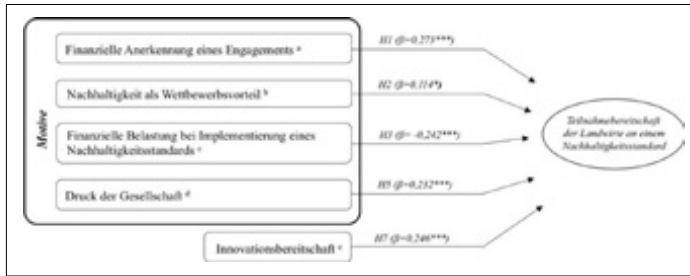 Motive
Finanzielle Anerkennung eines Engagements ᵃ
Nachhaltigkeit als Wettbewerbsvorteil ᵇ
Finanzielle Belastung bei Implementierung eines
Nachhaltigkeitsstandards ᶜ
Druck der Gesellschaft ᵈ
Innovationsbereitschaft ᵉ
H1 (β=0.273***)
H2 (β=0.114*)
H3 (β= -0,242***)
H5 (β=0,232***)
H7 (β=0,246***)
Teilnahmebereitschaft
der Landwirte an einem
Nachhaltigkeitsstandard